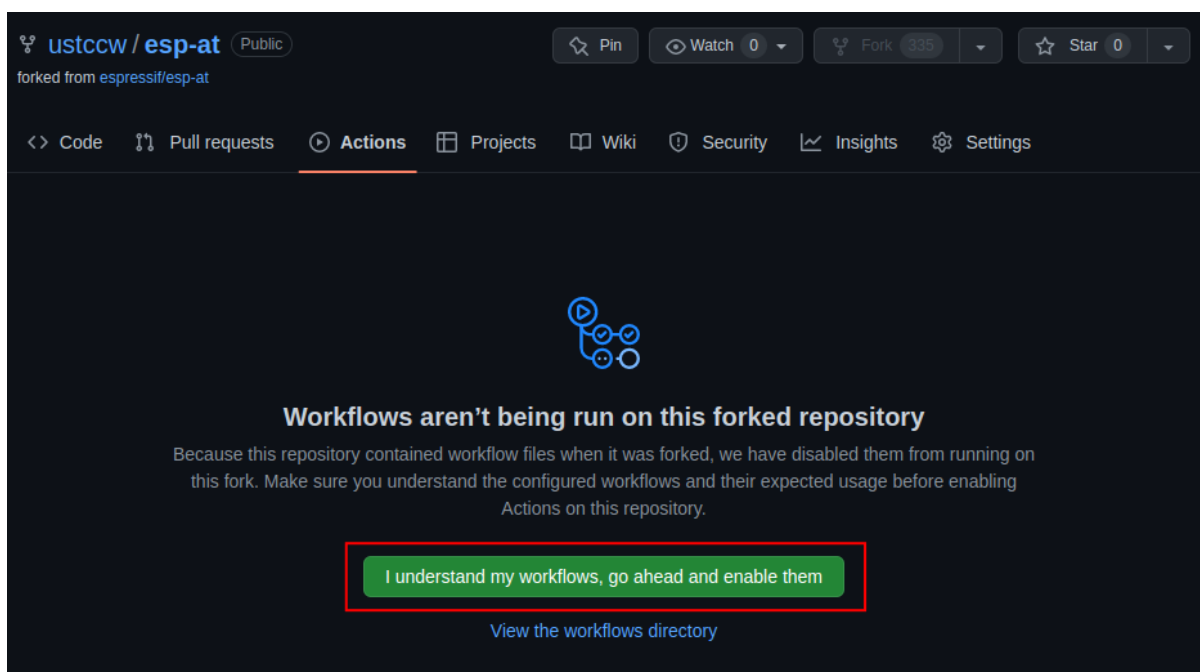 ustccw / esp-at Public
Pin
Watch 0
Fork 335
Star 0
forked from espressif/esp-at
Code
Pull requests
Actions
Projects
Wiki
Security
Insights
Settings
Workflows aren’t being run on this forked repository
Because this repository contained workflow files when it was forked, we have disabled them from running on
this fork. Make sure you understand the configured workflows and their expected usage before enabling
Actions on this repository.
I understand my workflows, go ahead and enable them
View the workflows directory